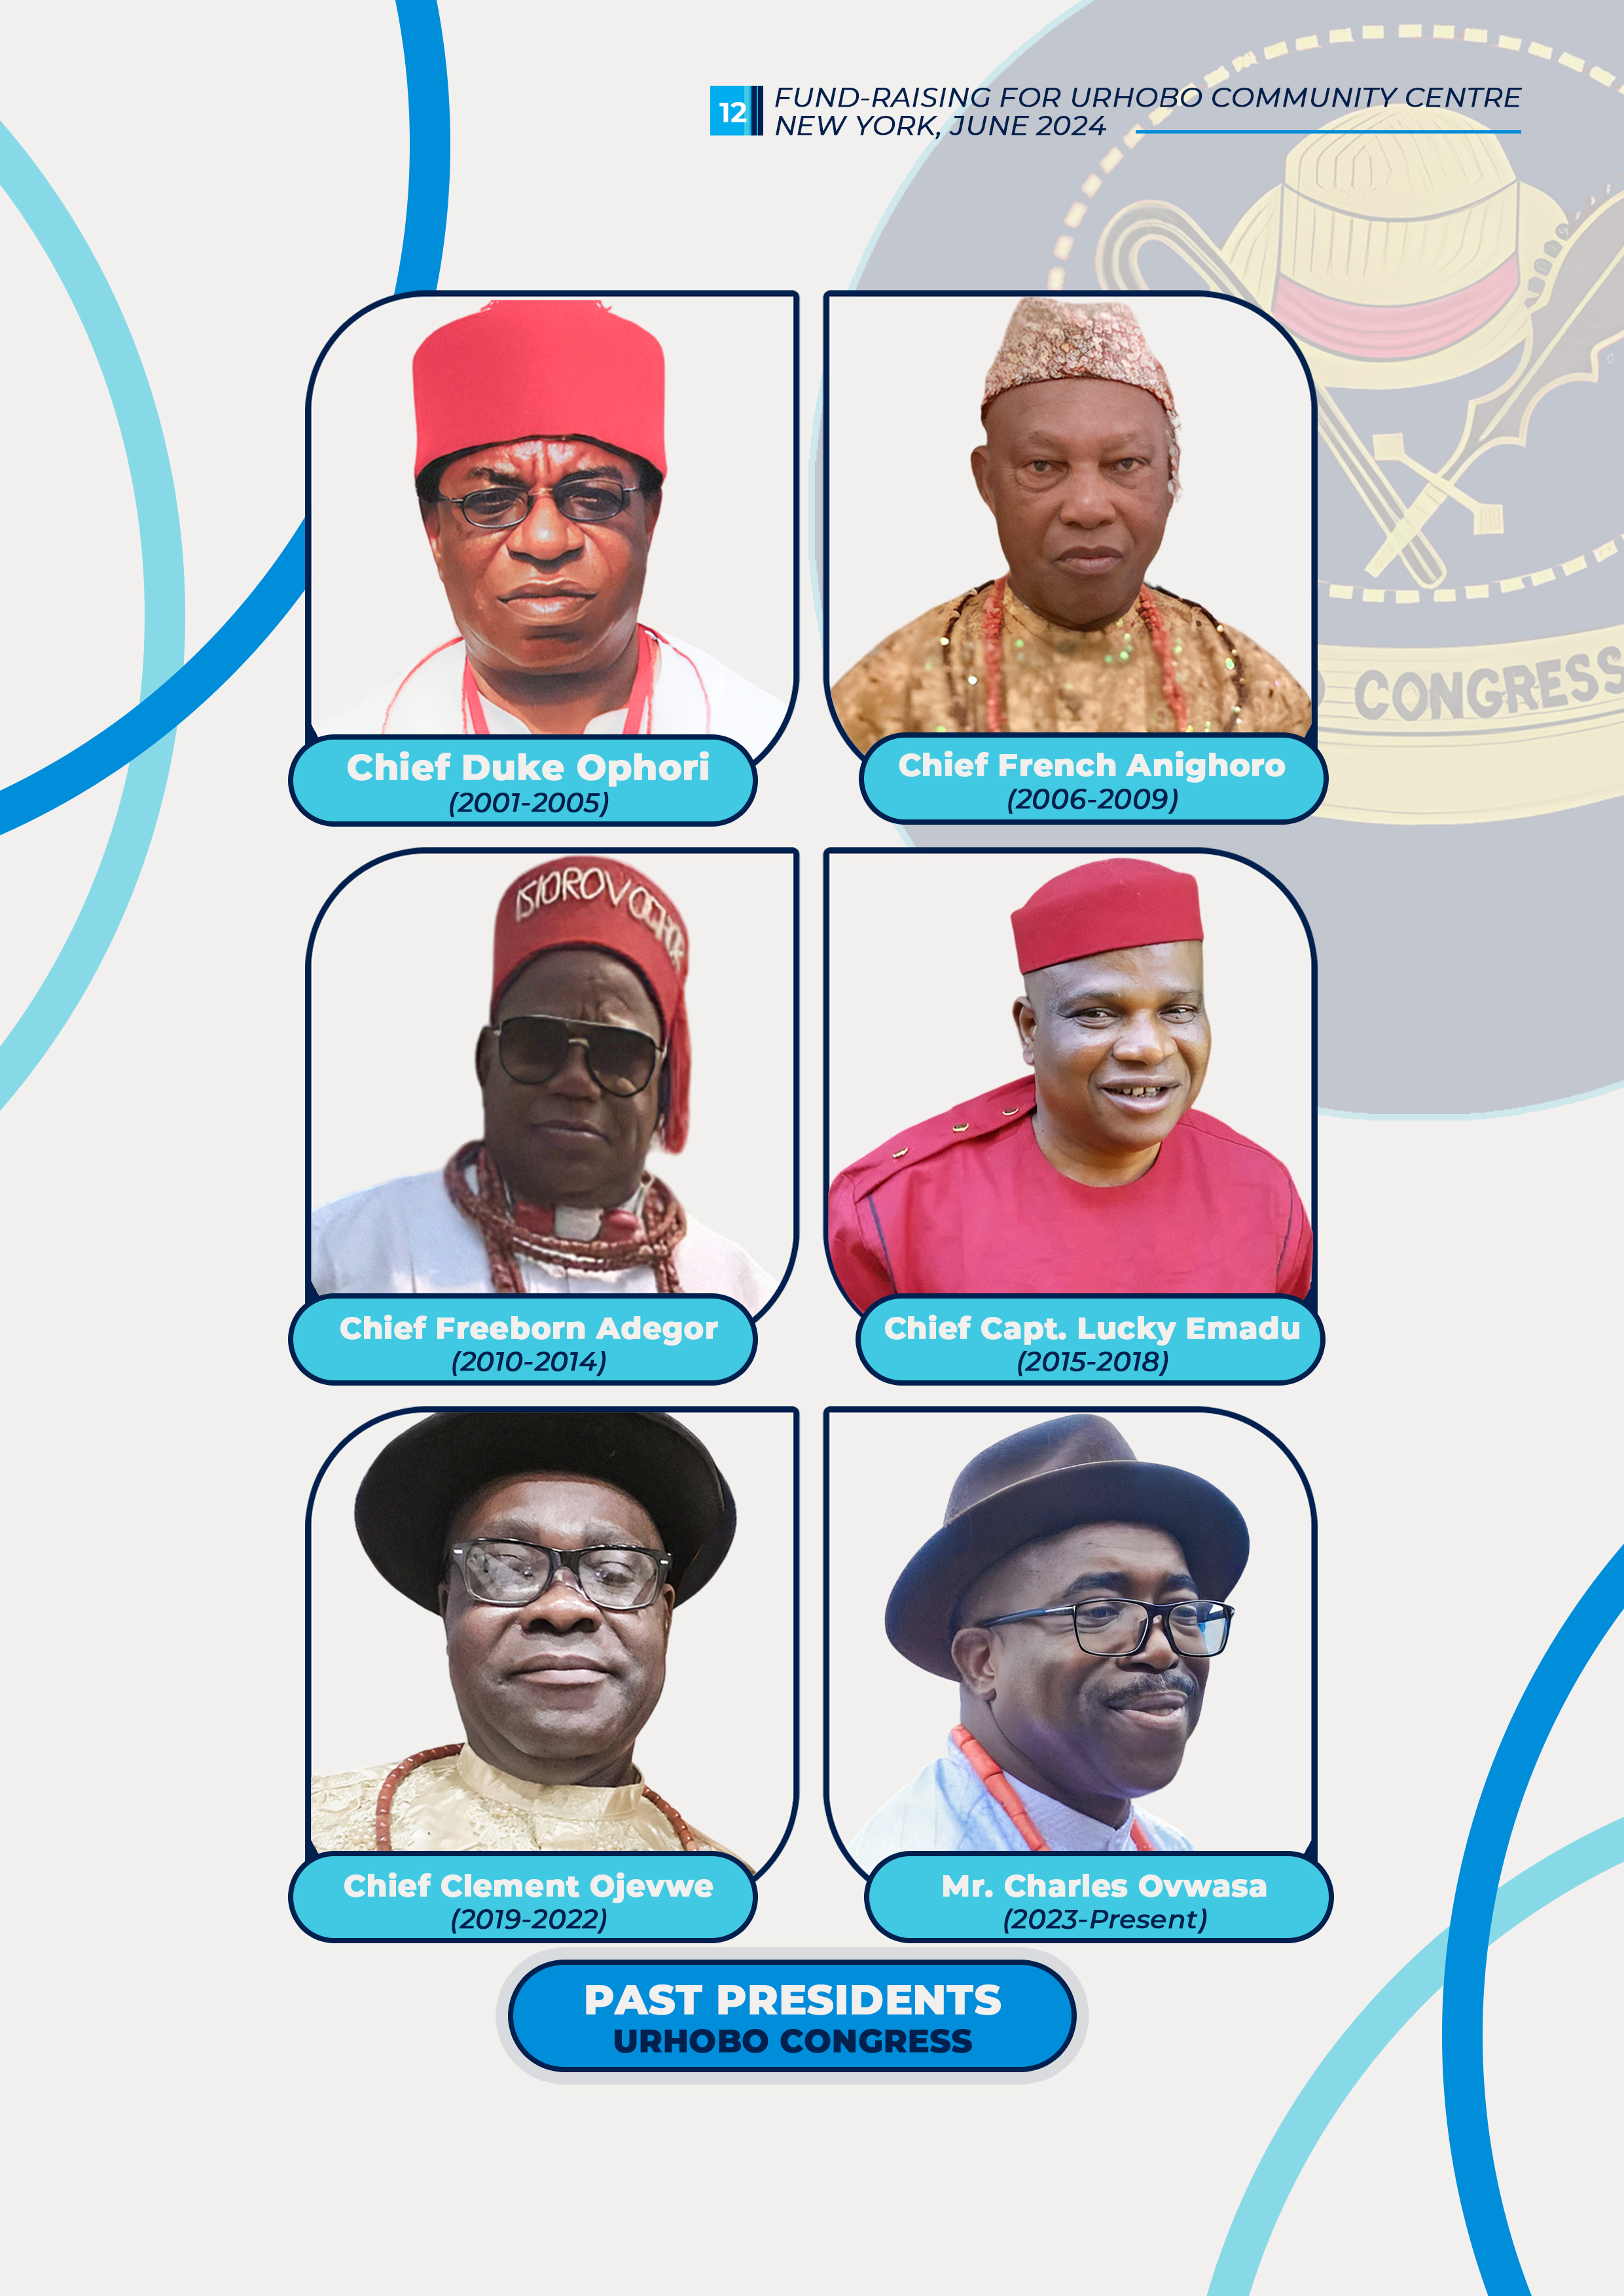 12
FUND-RAISING FOR URHOBO COMMUNITY CENTRE
NEW YORK, JUNE 2024
CONGRESS
Chief Duke Ophori
(2001-2005)
Chief French Anighoro
(2006-2009)
Chief Freeborn Adegor
(2010-2014)
Chief Capt. Lucky Emadu
(2015-2018)
Chief Clement Ojevwe
(2019-2022)
Mr. Charles Ovwasa
(2023-Present)
PAST PRESIDENTS
URHOBO CONGRESS